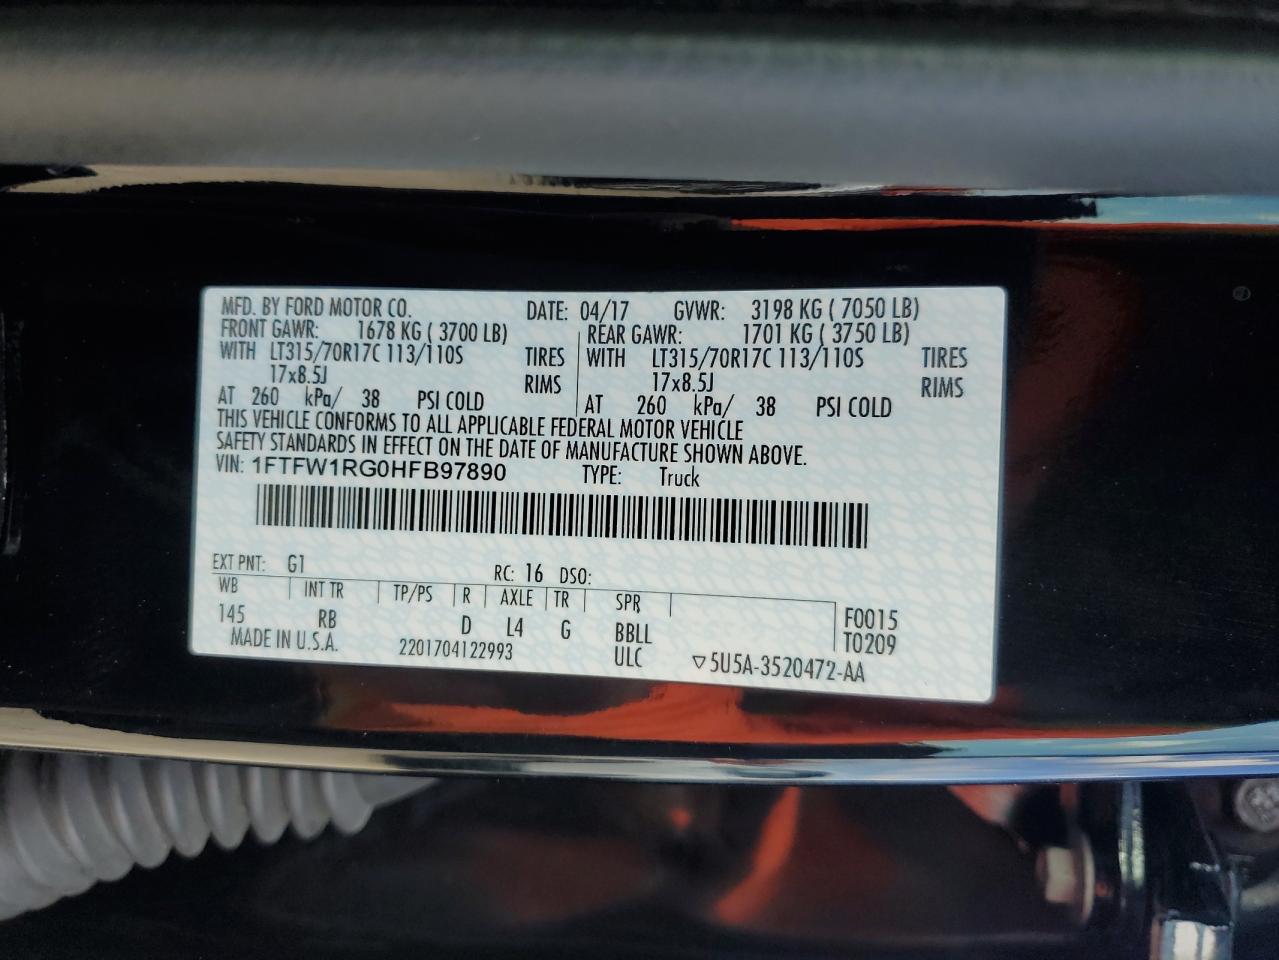 MFD. BY FORD MOTOR CO. DATE: 04/17 GVWR: 3198 KG ( 7050 LB)
FRONT GAWR: 1678 KG ( 3700 LB) REAR GAWR: 1701 KG ( 3750 LB)
WITH LT315/70R17C 113/110S TIRES WITH LT315/70R17C 113/110S TIRES
17x8.5J RIMS 17x8.5J RIMS
AT 260 kPa/ 38 PSI COLD AT 260 kPa/ 38 PSI COLD
THIS VEHICLE CONFORMS TO ALL APPLICABLE FEDERAL MOTOR VEHICLE
SAFETY STANDARDS IN EFFECT ON THE DATE OF MANUFACTURE SHOWN ABOVE.
VIN: 1FTFW1RG0HFB97890 TYPE: Truck
EXT PNT: G1 RC: 16 DSO:
WB INT TR TP/PS R AXLE TR SPR
145 RB D L4 G BBLL F0015
ULC T0209
MADE IN U.S.A. 2201704122993 ▽5U5A-3520472-AA